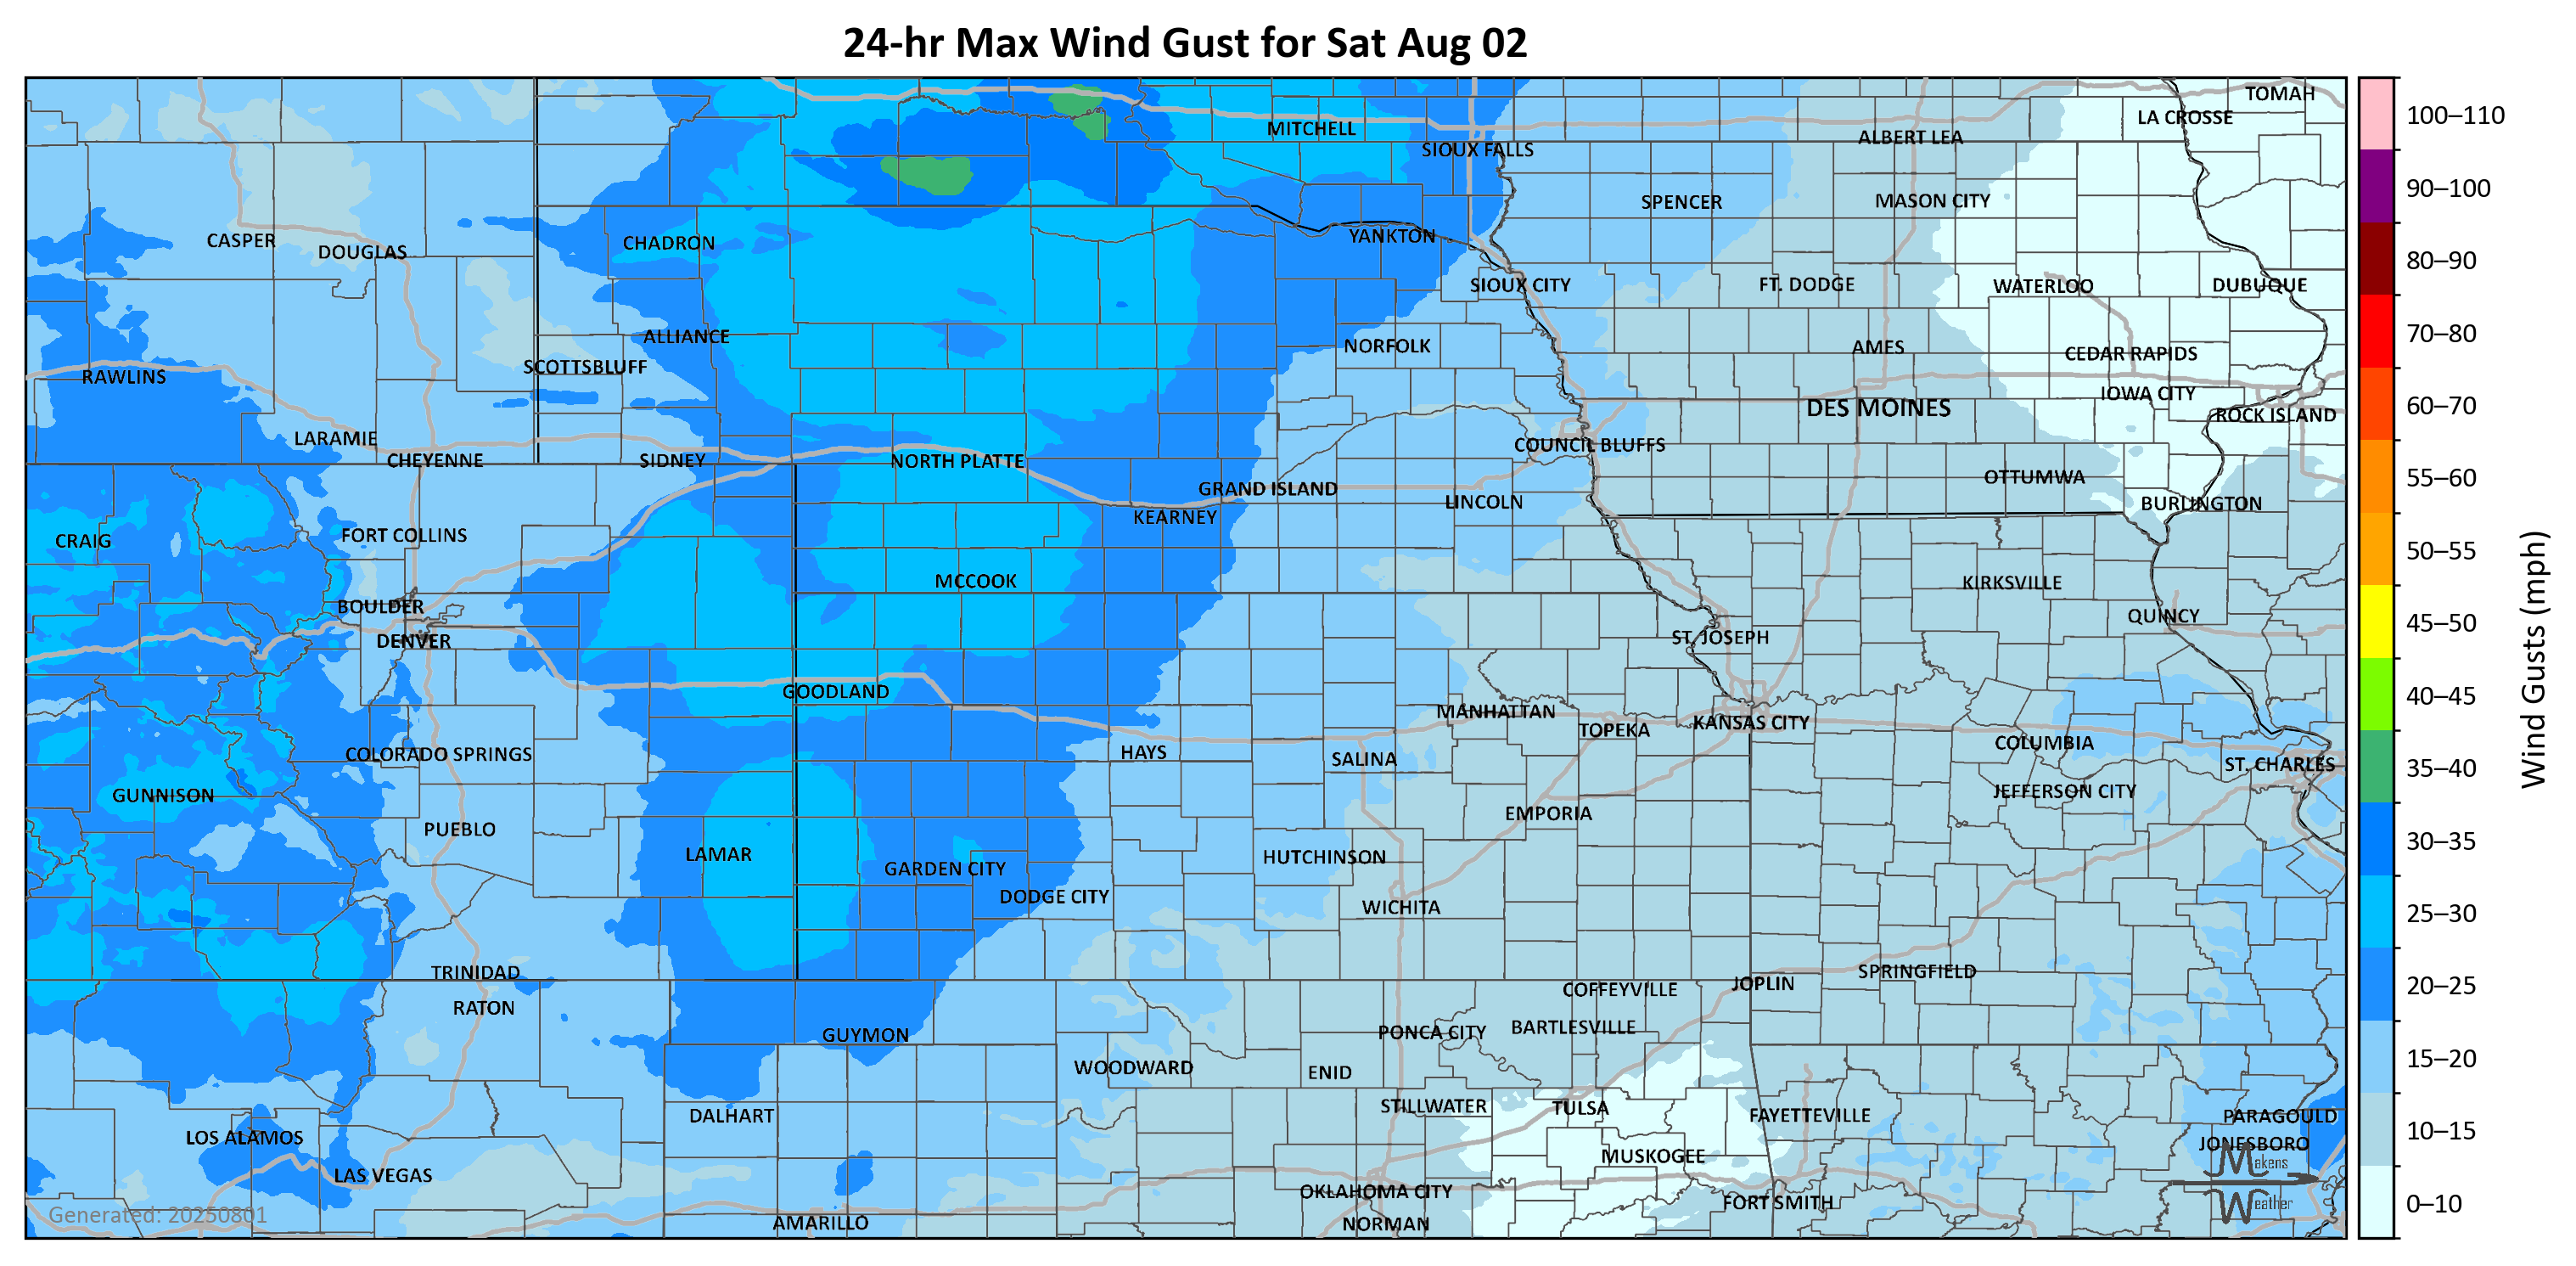 24-hr Max Wind Gust for Sat Aug 02
TOMAH
LA CROSSE
MITCHELL
ALBERT LEA
SIOUX FALLS
SPENCER
MASON CITY
CASPER
DOUGLAS
CHADRON
YANKTON
SIOUX CITY
FT. DODGE
WATERLOO
DUBUQUE
ALLIANCE
NORFOLK
AMES
CEDAR RAPIDS
SCOTTSBLUFF
RAWLINS
IOWA CITY
DES MOINES
ROCK ISLAND
LARAMIE
COUNCIL BLUFFS
CHEYENNE
SIDNEY
NORTH PLATTE
OTTUMWA
GRAND ISLAND
LINCOLN
BURLINGTON
KEARNEY
FORT COLLINS
CRAIG
MCCOOK
KIRKSVILLE
BOULDER
QUINCY
DENVER
ST. JOSEPH
GOODLAND
MANHATTAN
TOPEKA
KANSAS CITY
COLUMBIA
COLORADO SPRINGS
HAYS
SALINA
ST. CHARLES
GUNNISON
JEFFERSON CITY
EMPORIA
PUEBLO
LAMAR
HUTCHINSON
GARDEN CITY
DODGE CITY
WICHITA
TRINIDAD
SPRINGFIELD
JOPLIN
COFFEYVILLE
RATON
GUYMON
PONCA CITY
BARTLESVILLE
WOODWARD
ENID
DALHART
STILLWATER
TULSA
FAYETTEVILLE
PARAGOULD
LOS ALAMOS
JONESBORO
MUSKOGEE
LAS VEGAS
OKLAHOMA CITY
FORT SMITH
AMARILLO
NORMAN
Generated: 20250801
Makens
Weather
100–110
90–100
80–90
70–80
60–70
55–60
50–55
45–50
40–45
35–40
30–35
25–30
20–25
15–20
10–15
0–10
Wind Gusts (mph)